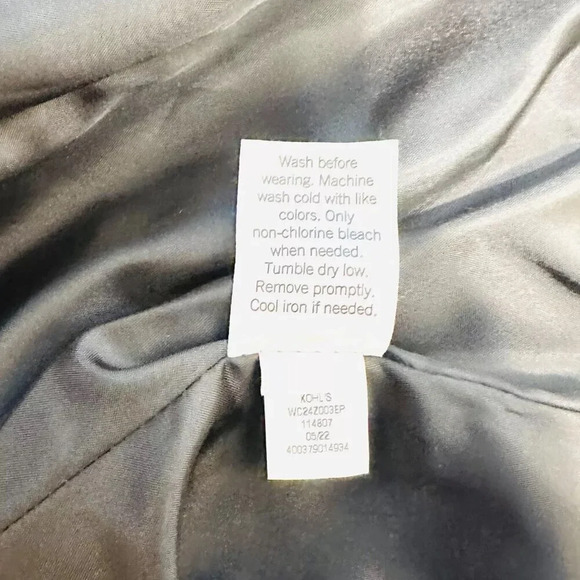 Wash before
wearing. Machine
wash cold with like
colors. Only
non-chlorine bleach
when needed.
Tumble dry low.
Remove promptly.
Cool iron if needed.
KOHL'S
WC24Z003EP
114807
05/22
400379014934